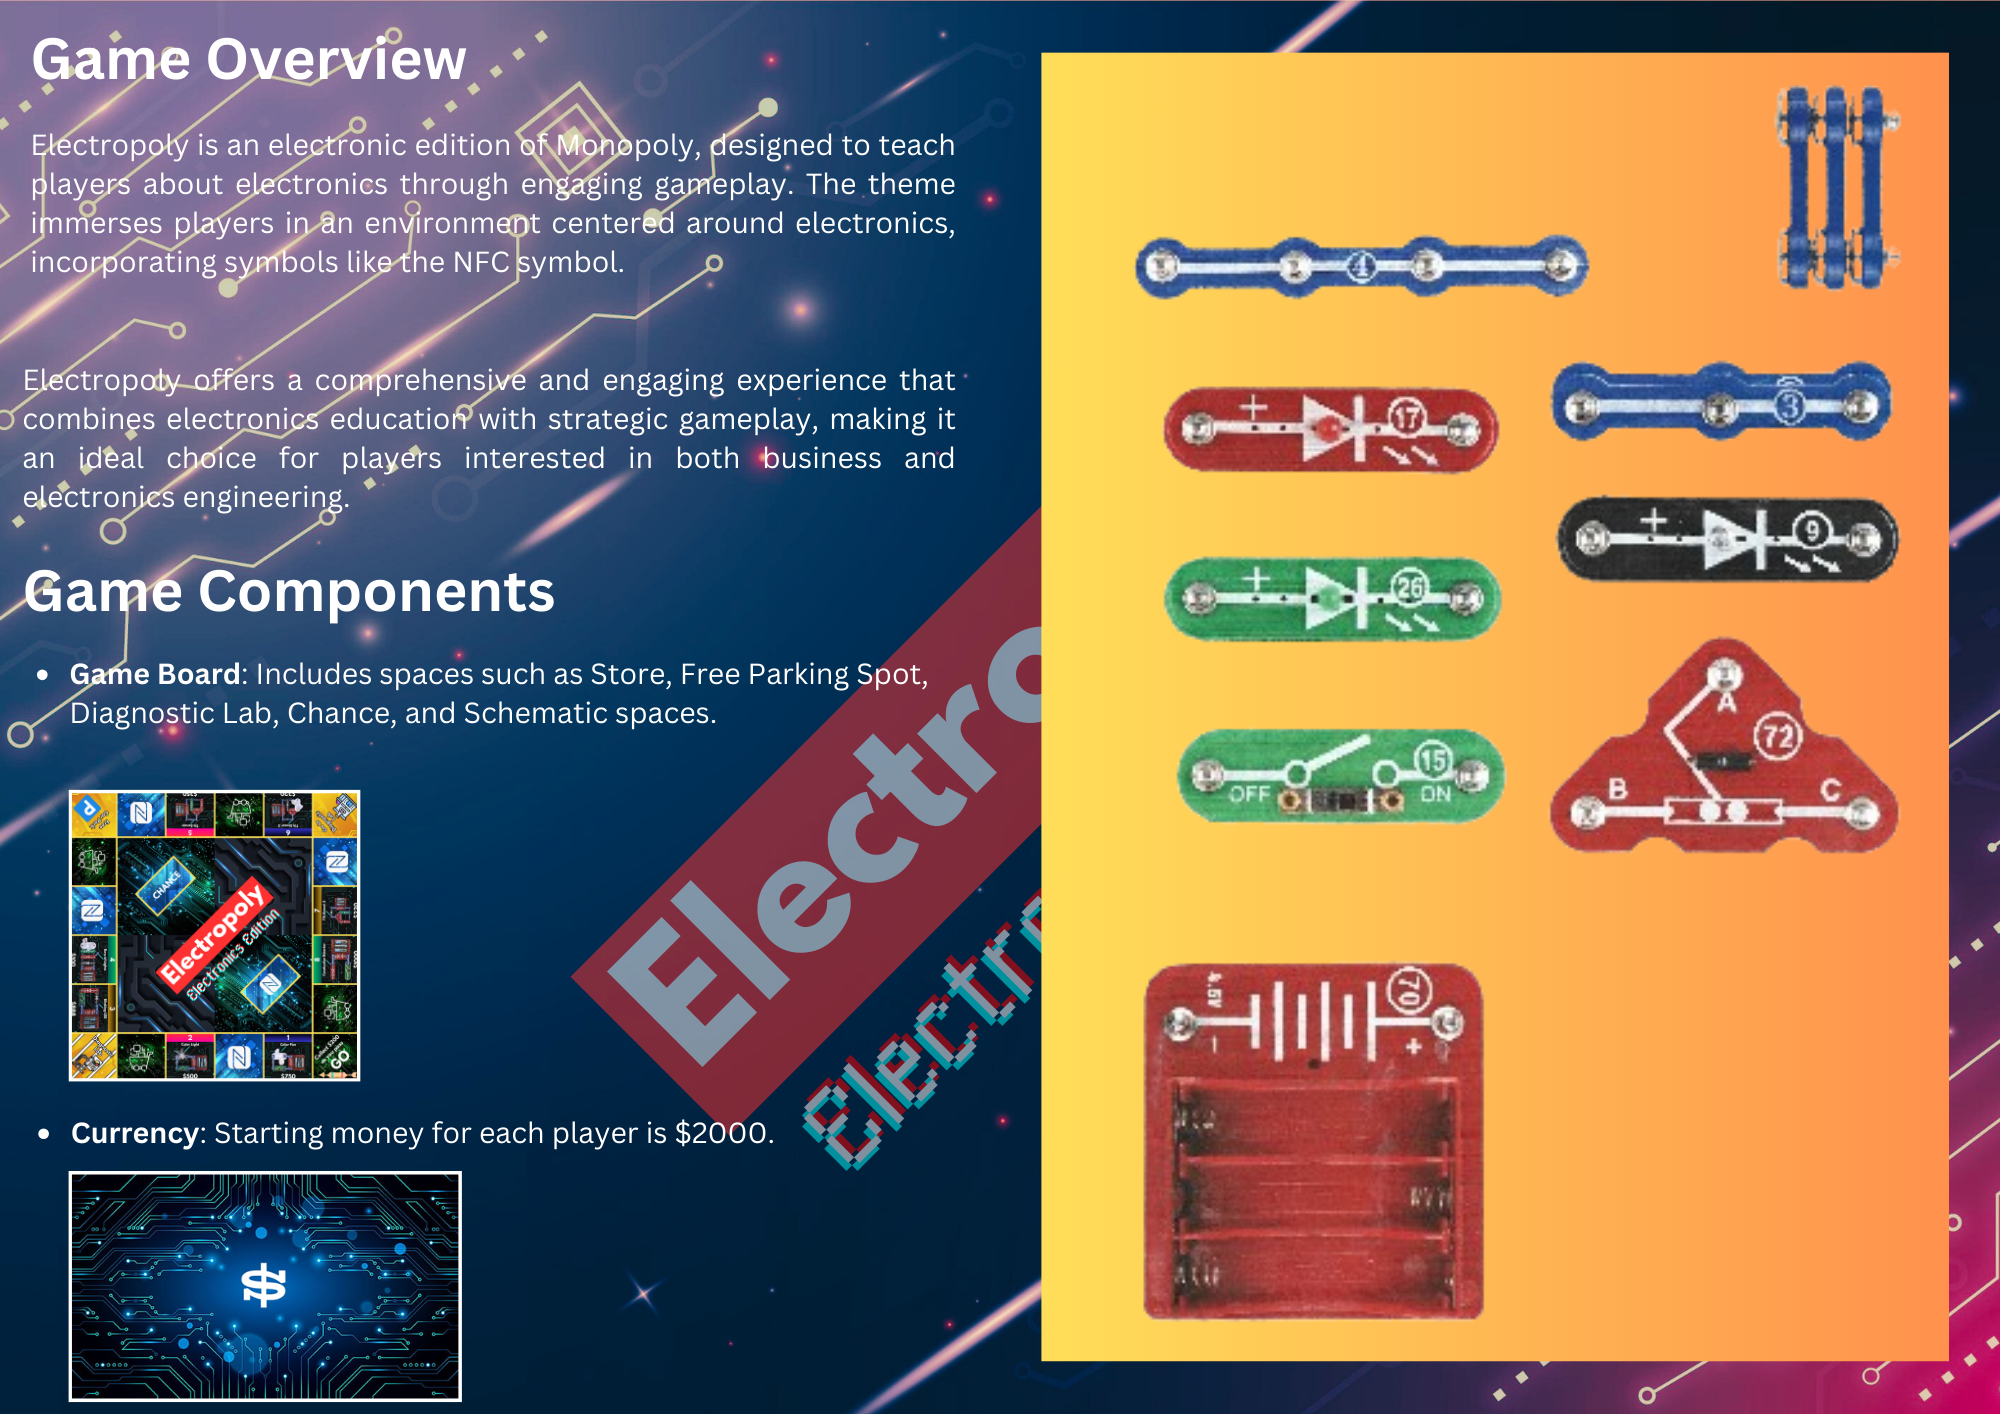 Game Overview
Electropoly is an electronic edition of Monopoly, designed to teach
players about electronics through engaging gameplay. The theme
immerses players in an environment centered around electronics,
incorporating symbols like the NFC symbol.
Electropoly offers a comprehensive and engaging experience that
combines electronics education with strategic gameplay, making it
an ideal choice for players interested in both business and
electronics engineering.
Game Components
• Game Board: Includes spaces such as Store, Free Parking Spot,
Diagnostic Lab, Chance, and Schematic spaces.
CHANCE
Electropoly
Electronics Edition
2
$500
1
$750
GO
• Currency: Starting money for each player is $2000.
$
Electro
Electr
4
+ 17
3
+ 9
+ 26
15
OFF ON
A
72
B C
4.5V 70
- +